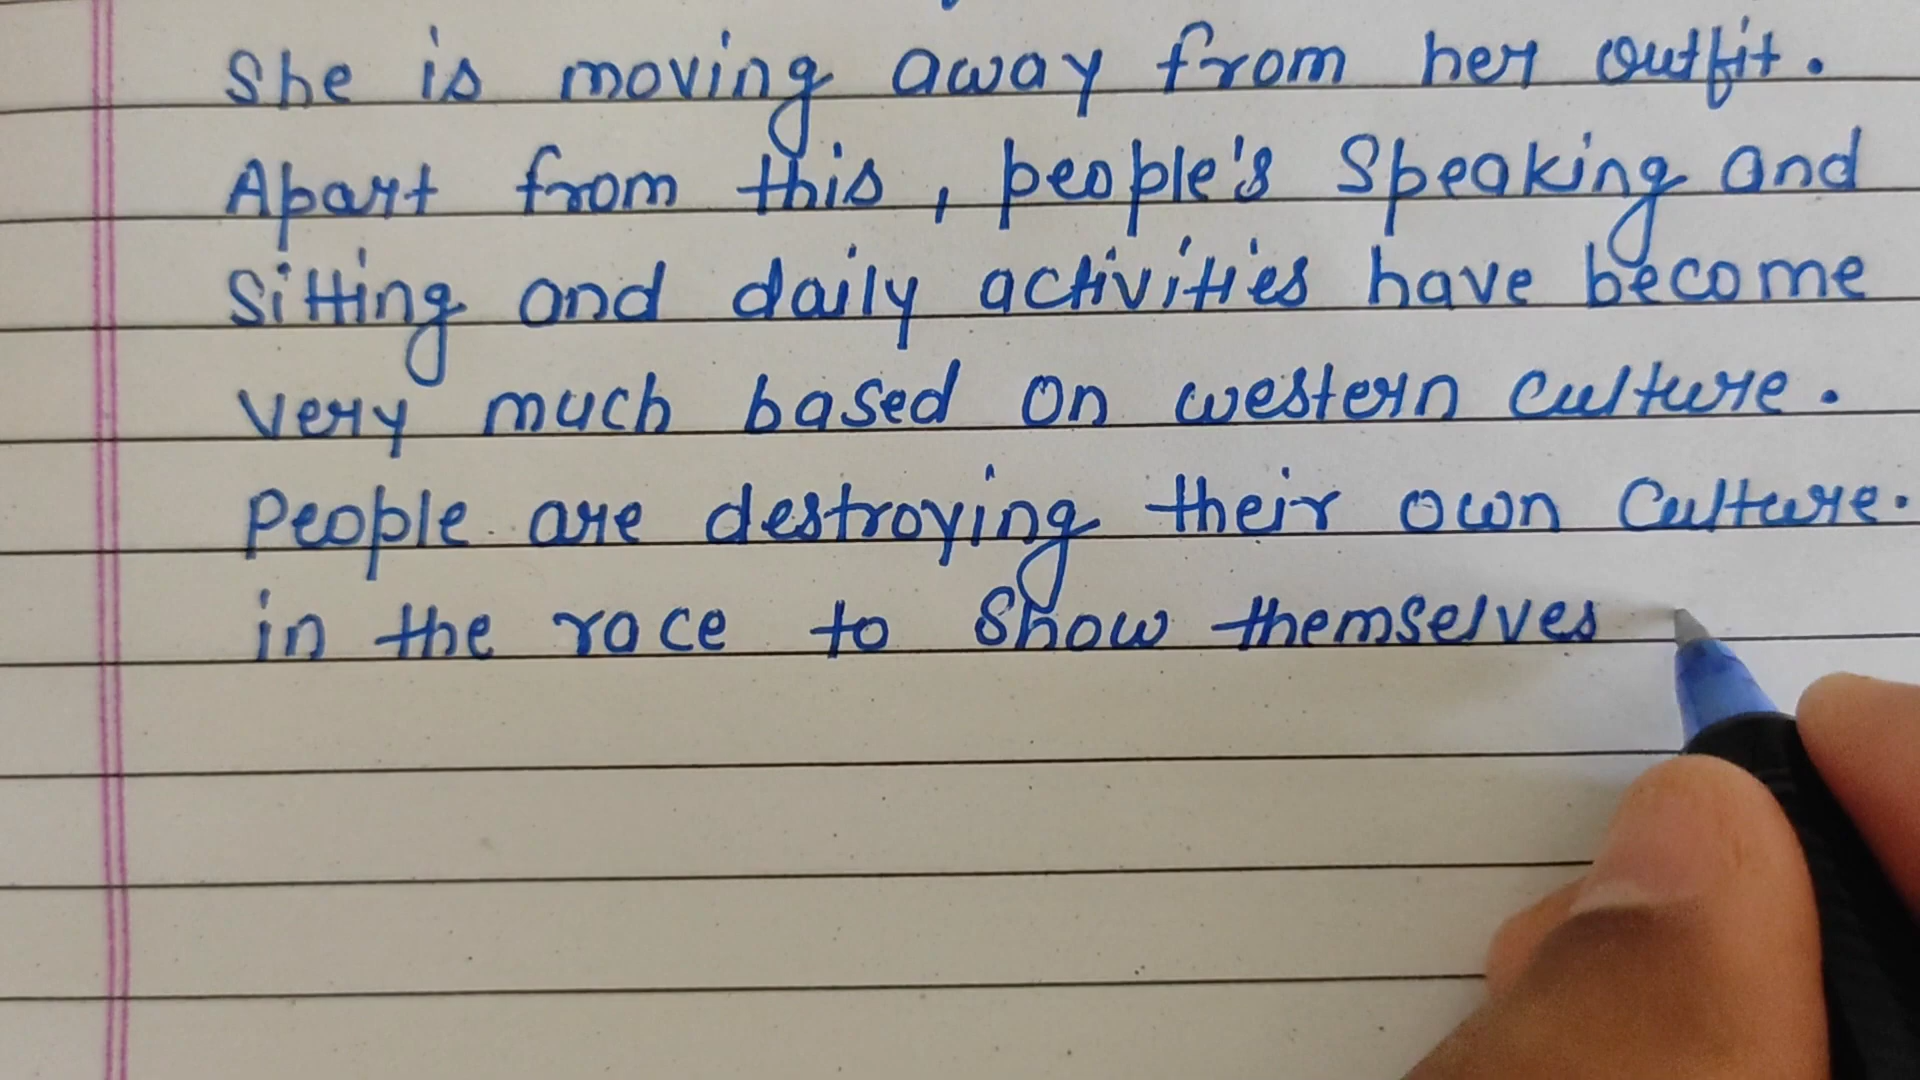 She is moving away from her outfit.
Apart from this, people's Speaking and
Sitting and daily activities have become
very much based on western culture.
People are destroying their own Culture.
in the race to Show themselves